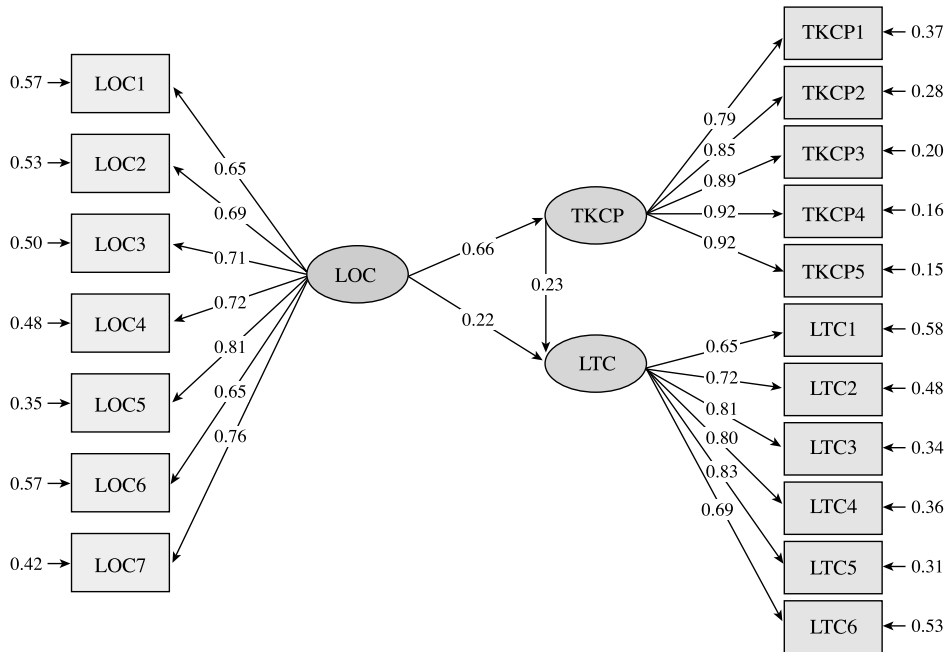 0.57
LOC1
0.53
LOC2
0.50
LOC3
0.48
LOC4
0.35
LOC5
0.57
LOC6
0.42
LOC7
0.65
0.69
0.71
0.72
0.81
0.65
0.76
LOC
0.66
0.22
TKCP
0.23
LTC
0.79
0.85
0.89
0.92
0.92
0.65
0.72
0.81
0.80
0.83
0.69
TKCP1
0.37
TKCP2
0.28
TKCP3
0.20
TKCP4
0.16
TKCP5
0.15
LTC1
0.58
LTC2
0.48
LTC3
0.34
LTC4
0.36
LTC5
0.31
LTC6
0.53